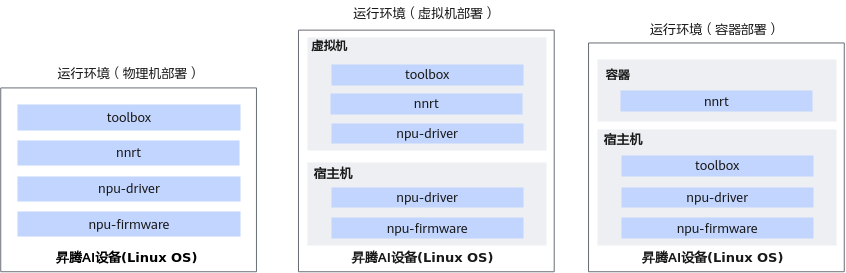 运行环境（物理机部署）
toolbox
nnrt
npu-driver
npu-firmware
昇腾AI设备(Linux OS)
运行环境（虚拟机部署）
虚拟机
toolbox
nnrt
npu-driver
宿主机
npu-driver
npu-firmware
昇腾AI设备(Linux OS)
运行环境（容器部署）
容器
nnrt
宿主机
toolbox
npu-driver
npu-firmware
昇腾AI设备(Linux OS)